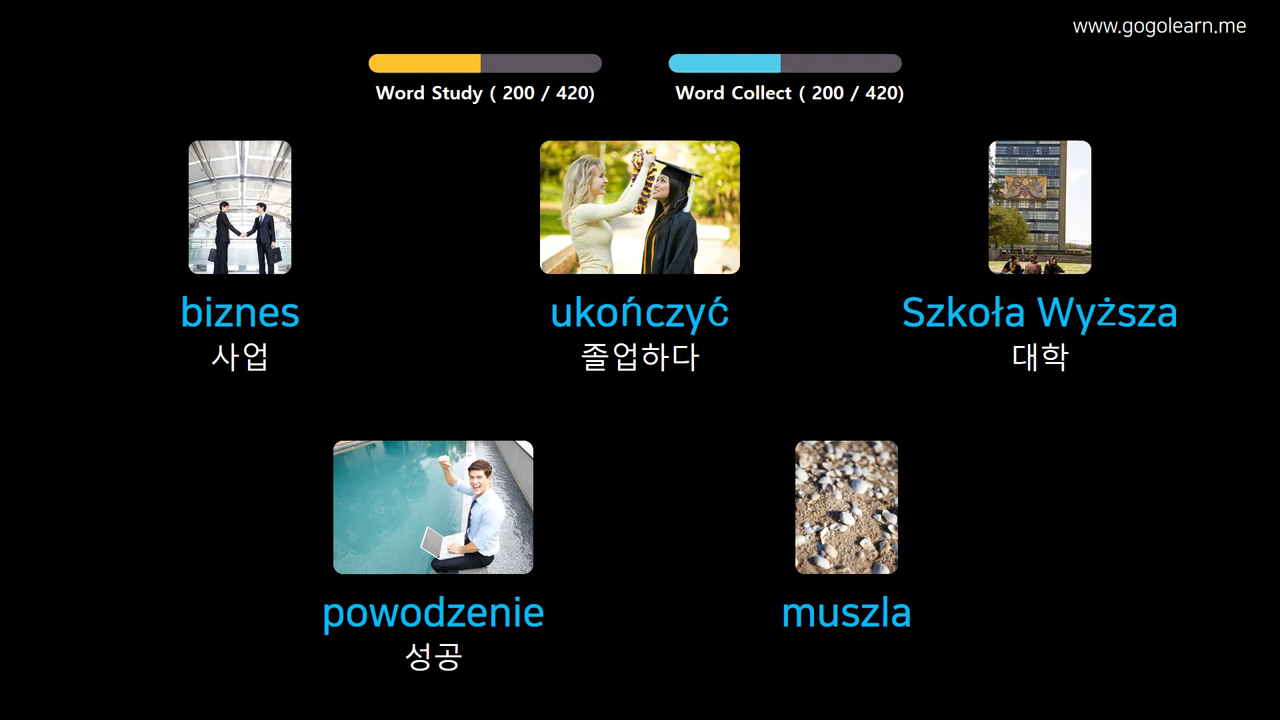 www.gogolearn.me
Word Study ( 200 / 420)
Word Collect ( 200 / 420)
biznes
사업
ukończyć
졸업하다
Szkoła Wyższa
대학
powodzenie
성공
muszla